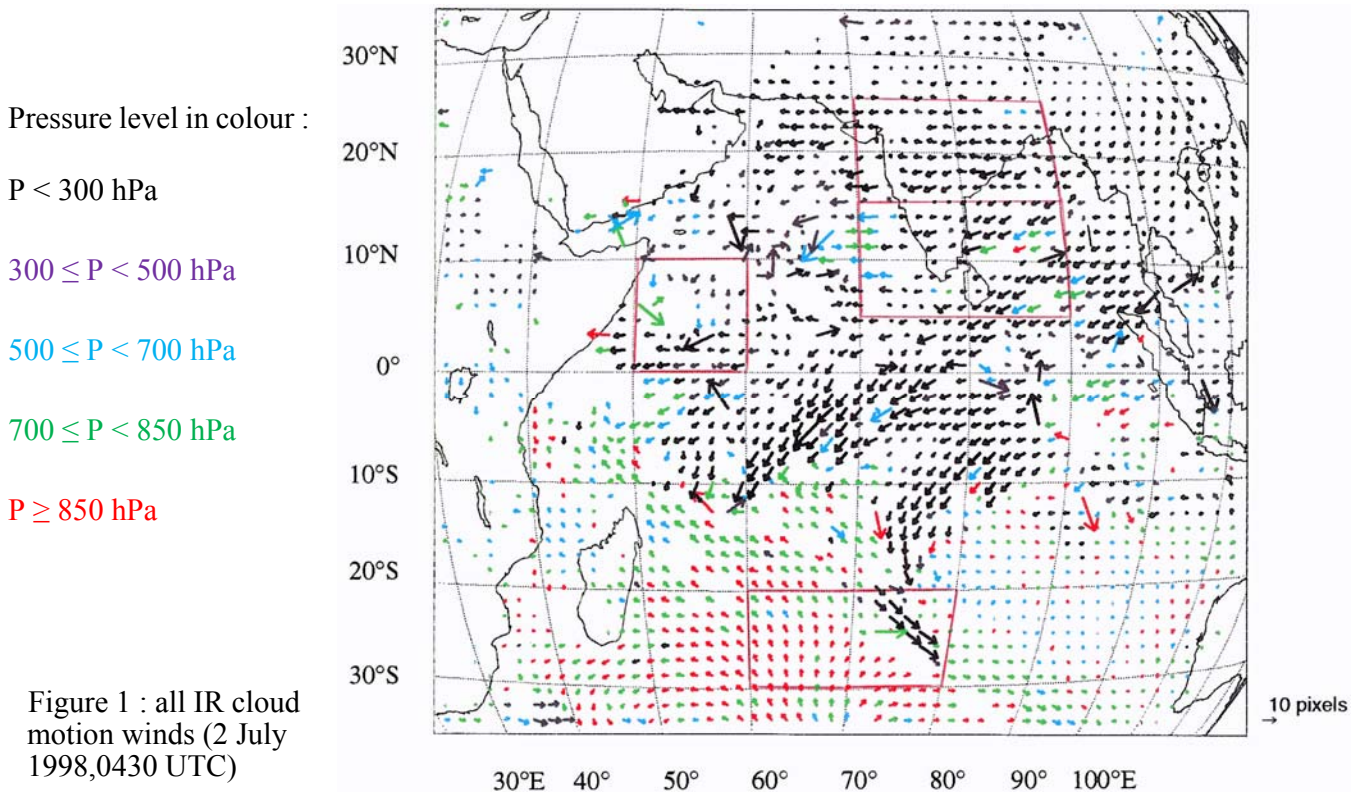 Pressure level in colour :
P < 300 hPa
300 ≤ P < 500 hPa
500 ≤ P < 700 hPa
700 ≤ P < 850 hPa
P ≥ 850 hPa
Figure 1 : all IR cloud
motion winds (2 July
1998,0430 UTC)
30°N
20°N
10°N
0°
10°S
20°S
30°S
30°E 40° 50° 60° 70° 80° 90° 100°E
10 pixels